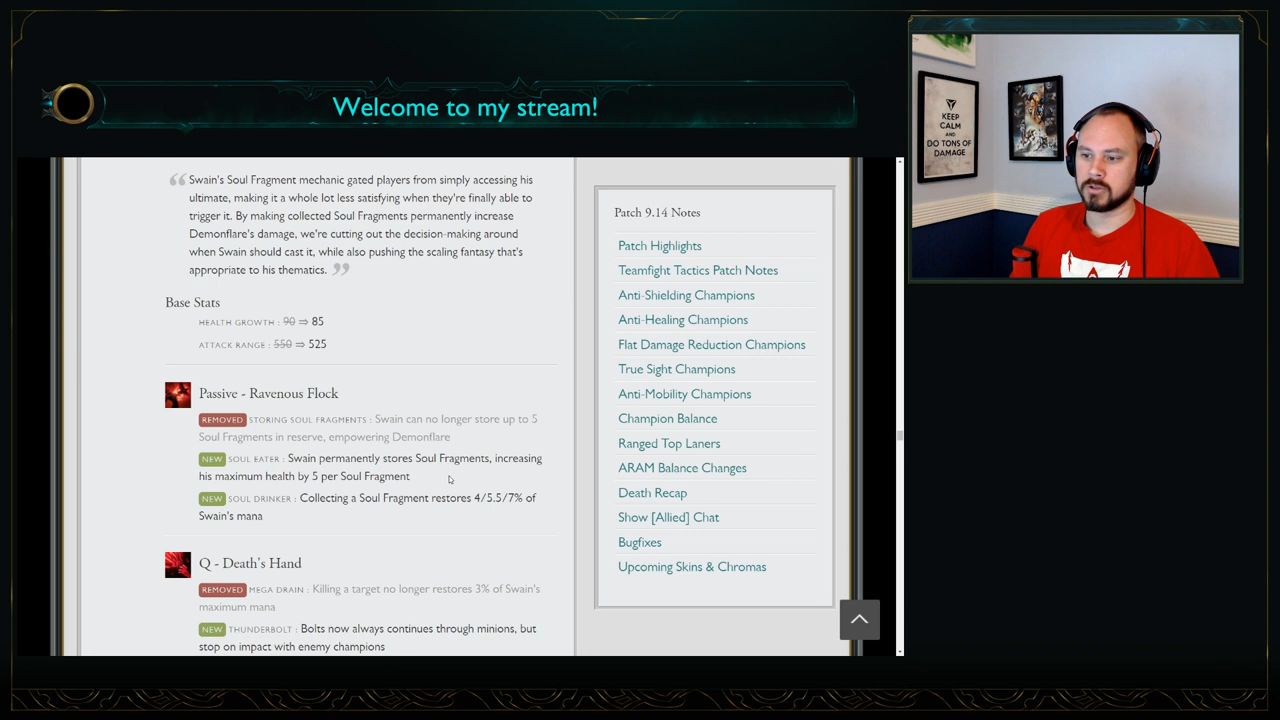 Welcome to my stream!
KEEP
CALM
AND
DO TONS OF
DAMAGE
“ Swain's Soul Fragment mechanic gated players from simply accessing his
ultimate, making it a whole lot less satisfying when they're finally able to
trigger it. By making collected Soul Fragments permanently increase
Demonflare's damage, we're cutting out the decision-making around
when Swain should cast it, while also pushing the scaling fantasy that's
appropriate to his thematics. ”
Base Stats
HEALTH GROWTH : 90 ⇒ 85
ATTACK RANGE : 550 ⇒ 525
Passive - Ravenous Flock
REMOVED STORING SOUL FRAGMENTS : Swain can no longer store up to 5
Soul Fragments in reserve, empowering Demonflare
NEW SOUL EATER : Swain permanently stores Soul Fragments, increasing
his maximum health by 5 per Soul Fragment
NEW SOUL DRINKER : Collecting a Soul Fragment restores 4/5.5/7% of
Swain's mana
Q - Death's Hand
REMOVED MEGA DRAIN : Killing a target no longer restores 3% of Swain's
maximum mana
NEW THUNDERBOLT : Bolts now always continues through minions, but
stop on impact with enemy champions
Patch 9.14 Notes
Patch Highlights
Teamfight Tactics Patch Notes
Anti-Shielding Champions
Anti-Healing Champions
Flat Damage Reduction Champions
True Sight Champions
Anti-Mobility Champions
Champion Balance
Ranged Top Laners
ARAM Balance Changes
Death Recap
Show [Allied] Chat
Bugfixes
Upcoming Skins & Chromas